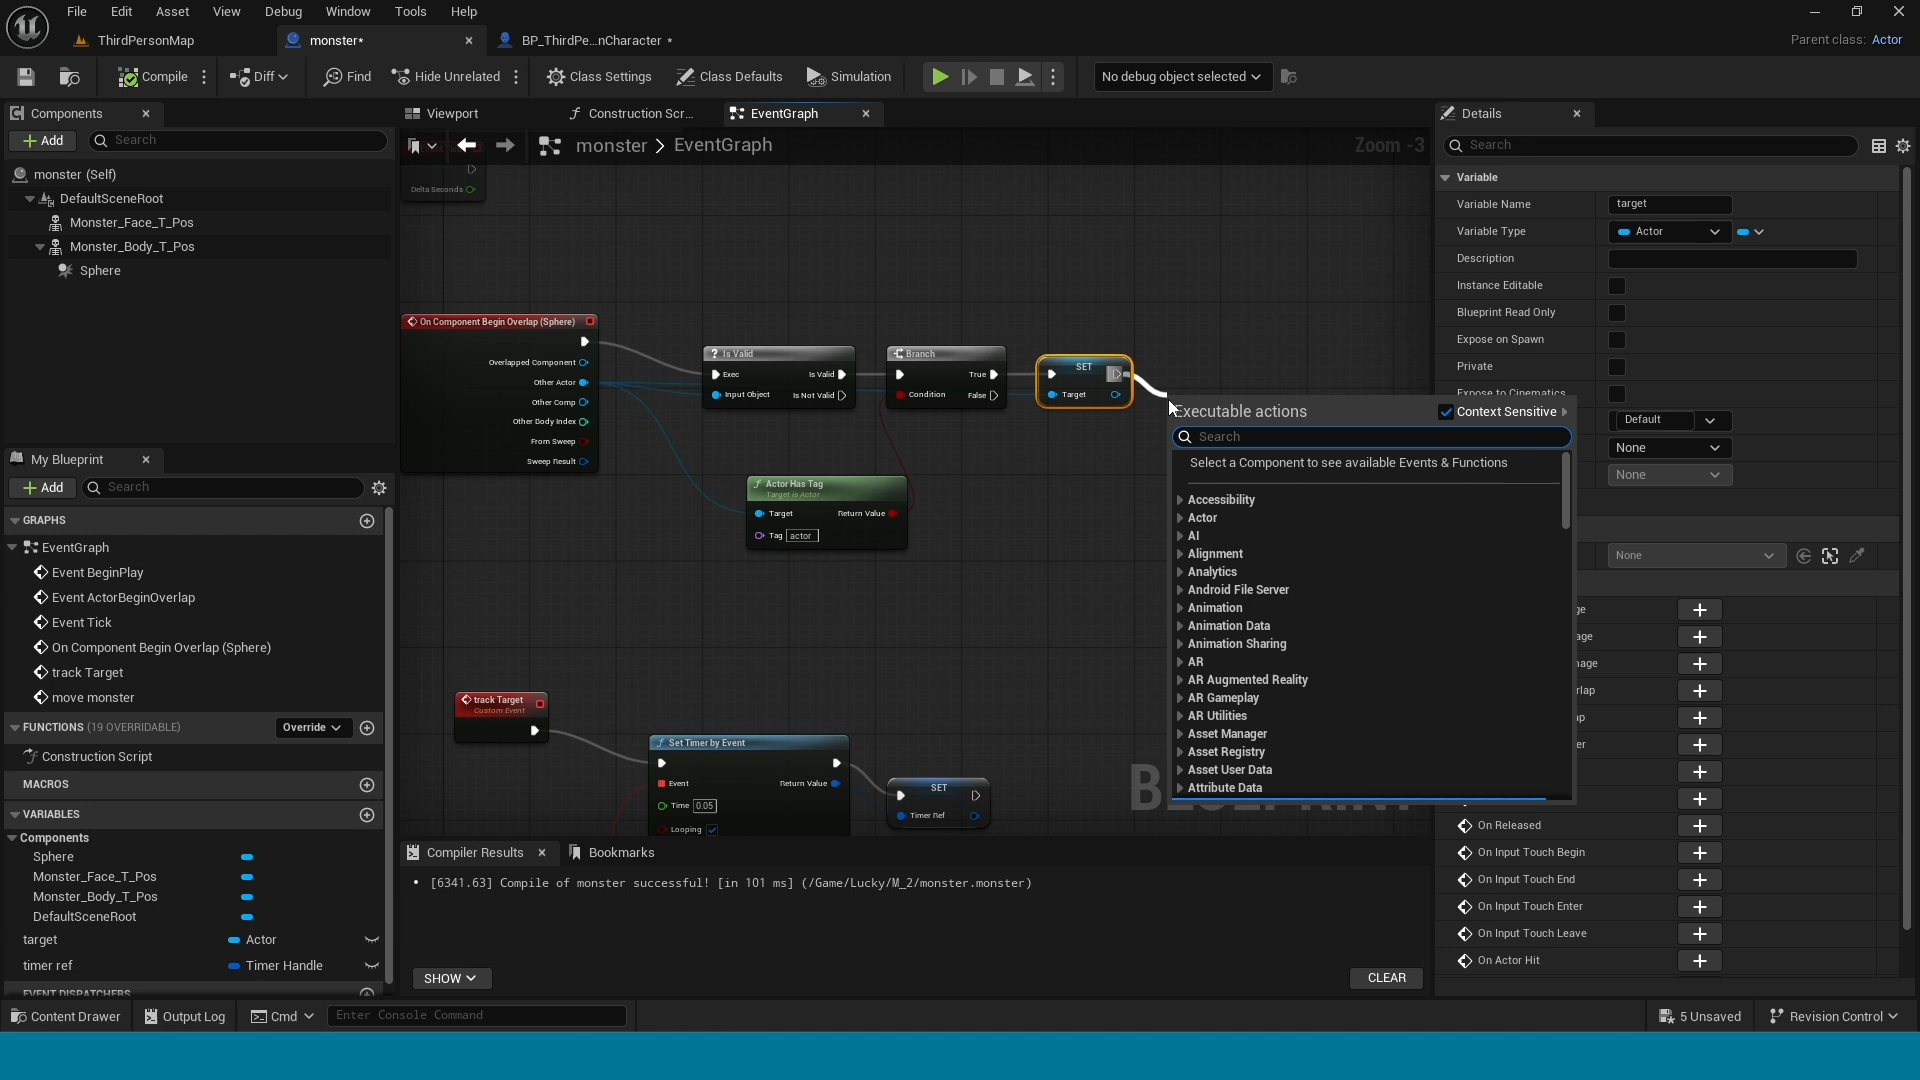 File Edit Asset View Debug Window Tools Help
ThirdPersonMap monster* BP_ThirdPe...nCharacter * Parent class: Actor
Compile Diff Find Hide Unrelated Class Settings Class Defaults Simulation No debug object selected
Components Viewport Construction Scr... EventGraph Details
Add Search monster > EventGraph Zoom -3 Search
monster (Self)
DefaultSceneRoot
Monster_Face_T_Pos
Monster_Body_T_Pos
Sphere
My Blueprint
Add Search
GRAPHS
EventGraph
Event BeginPlay
Event ActorBeginOverlap
Event Tick
On Component Begin Overlap (Sphere)
track Target
move monster
FUNCTIONS (19 OVERRIDABLE) Override
Construction Script
MACROS
VARIABLES
Components
Sphere
Monster_Face_T_Pos
Monster_Body_T_Pos
DefaultSceneRoot
target Actor
timer ref Timer Handle
EVENT DISPATCHERS
Delta Seconds
On Component Begin Overlap (Sphere)
Overlapped Component
Other Actor
Other Comp
Other Body Index
From Sweep
Sweep Result
Is Valid
Exec Is Valid
Input Object Is Not Valid
Branch
True
Condition False
SET
Target
Actor Has Tag
Target is Actor
Target Return Value
Tag actor
track Target
Custom Event
Set Timer by Event
Event Return Value
Time 0.05
Looping
SET
Timer Ref
Executable actions Context Sensitive
Search
Select a Component to see available Events & Functions
Accessibility
Actor
AI
Alignment
Analytics
Android File Server
Animation
Animation Data
Animation Sharing
AR
AR Augmented Reality
AR Gameplay
AR Utilities
Asset Manager
Asset Registry
Asset User Data
Attribute Data
Variable
Variable Name target
Variable Type Actor
Description
Instance Editable
Blueprint Read Only
Expose on Spawn
Private
Expose to Cinematics
Default
None
None
None
On Released
On Input Touch Begin
On Input Touch End
On Input Touch Enter
On Input Touch Leave
On Actor Hit
Compiler Results Bookmarks
• [6341.63] Compile of monster successful! [in 101 ms] (/Game/Lucky/M_2/monster.monster)
SHOW CLEAR
Content Drawer Output Log Cmd Enter Console Command 5 Unsaved Revision Control